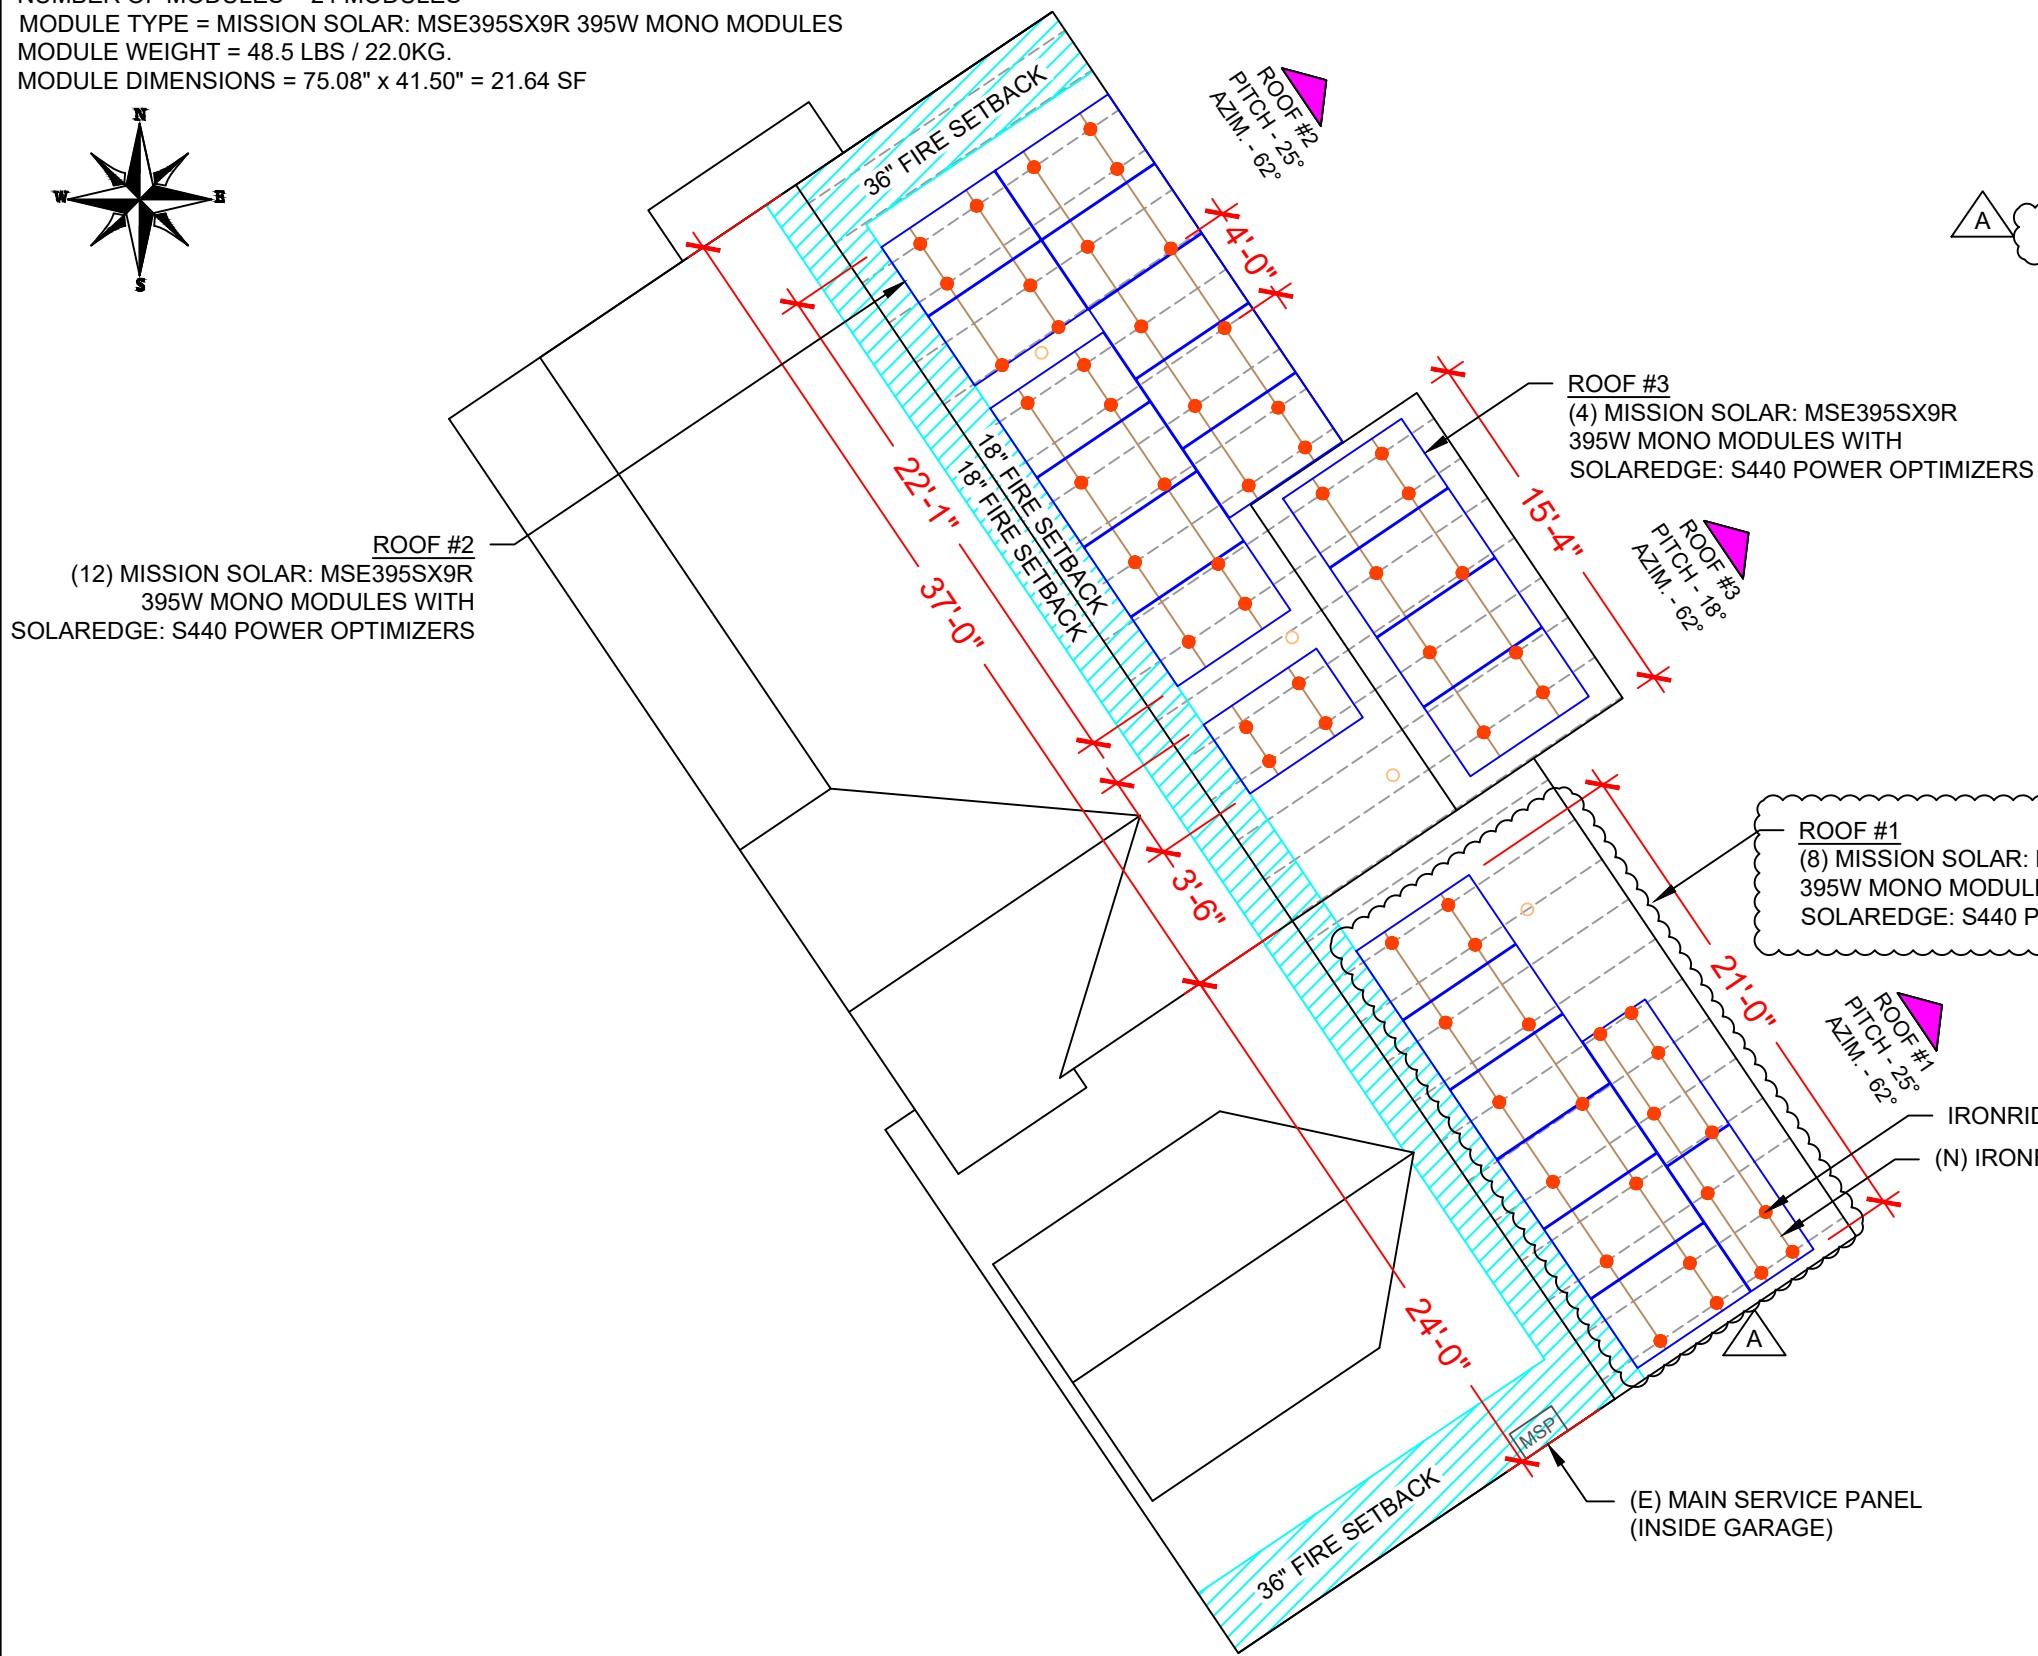 NUMBER OF MODULES = 24 MODULES
MODULE TYPE = MISSION SOLAR: MSE395SX9R 395W MONO MODULES
MODULE WEIGHT = 48.5 LBS / 22.0KG.
MODULE DIMENSIONS = 75.08" x 41.50" = 21.64 SF
N
W
E
S
36" FIRE SETBACK
ROOF #2
PITCH - 25°
AZIM. - 62°
A
4'-0"
ROOF #3
(4) MISSION SOLAR: MSE395SX9R
395W MONO MODULES WITH
SOLAREDGE: S440 POWER OPTIMIZERS
18" FIRE SETBACK
18" FIRE SETBACK
22'-1"
37'-0"
15'-4"
ROOF #2
(12) MISSION SOLAR: MSE395SX9R
395W MONO MODULES WITH
SOLAREDGE: S440 POWER OPTIMIZERS
ROOF #3
PITCH - 18°
AZIM. - 62°
3'-6"
ROOF #1
(8) MISSION SOLAR:
395W MONO
SOLAREDGE: S440
21'-0"
ROOF #1
PITCH - 25°
AZIM. - 62°
(N)
24'-0"
A
MSP
36" FIRE SETBACK
(E) MAIN SERVICE PANEL
(INSIDE GARAGE)